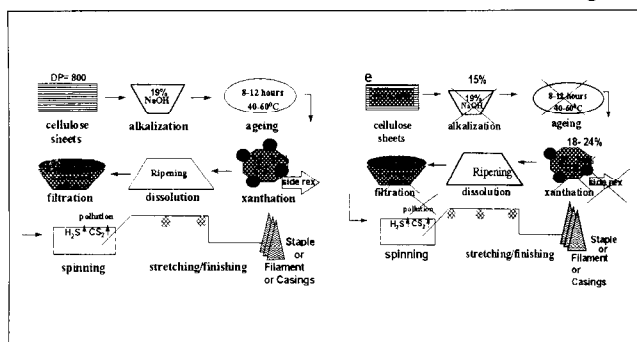 DP= 800
19%
NaOH
8-12 hours
40-60°C
cellulose
sheets
alkalization
ageing
Ripening
side rex
filtration
dissolution
xanthation
pollution
H₂S CS₂
spinning
stretching/finishing
Staple
or
Filament
or Casings
e
15%
19%
NaOH
8-12 hours
40-60°C
cellulose
sheets
alkalization
ageing
18- 24%
Ripening
side rex
filtration
dissolution
xanthation
pollution
H₂S CS₂
spinning
stretching/finishing
Staple
or
Filament
or Casings